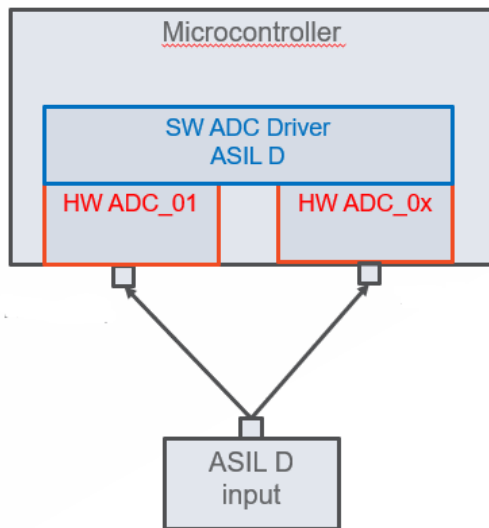 Microcontroller
SW ADC Driver
ASIL D
HW ADC_01
HW ADC_0x
ASIL D
input